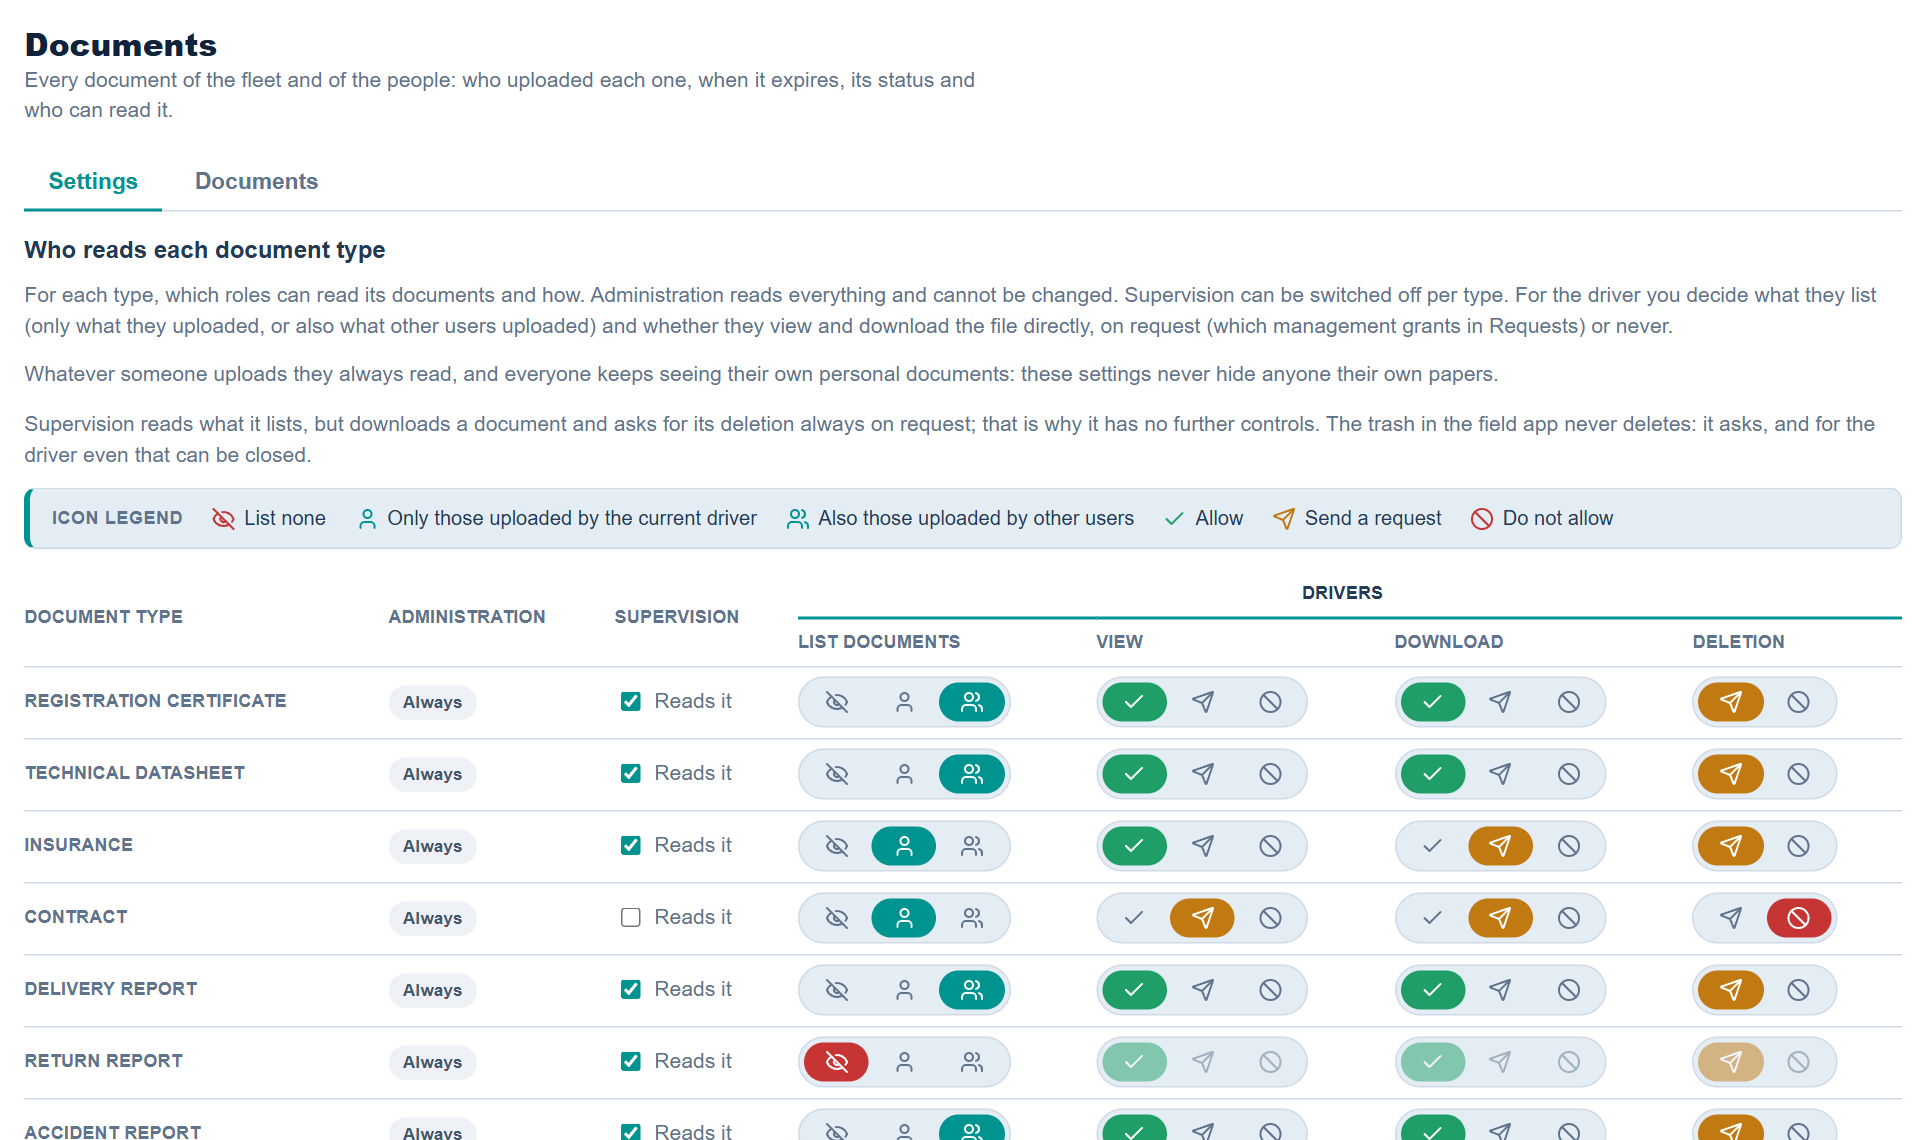 Documents
Every document of the fleet and of the people: who uploaded each one, when it expires, its status and
who can read it.
Settings Documents
Who reads each document type
For each type, which roles can read its documents and how. Administration reads everything and cannot be changed. Supervision can be switched off per type. For the driver you decide what they list
(only what they uploaded, or also what other users uploaded) and whether they view and download the file directly, on request (which management grants in Requests) or never.
Whatever someone uploads they always read, and everyone keeps seeing their own personal documents: these settings never hide anyone their own papers.
Supervision reads what it lists, but downloads a document and asks for its deletion always on request; that is why it has no further controls. The trash in the field app never deletes: it asks, and for the
driver even that can be closed.
ICON LEGEND List none Only those uploaded by the current driver Also those uploaded by other users Allow Send a request Do not allow
DRIVERS
DOCUMENT TYPE ADMINISTRATION SUPERVISION
LIST DOCUMENTS VIEW DOWNLOAD DELETION
REGISTRATION CERTIFICATE Always Reads it
TECHNICAL DATASHEET Always Reads it
INSURANCE Always Reads it
CONTRACT Always Reads it
DELIVERY REPORT Always Reads it
RETURN REPORT Always Reads it
ACCIDENT REPORT Always Reads it